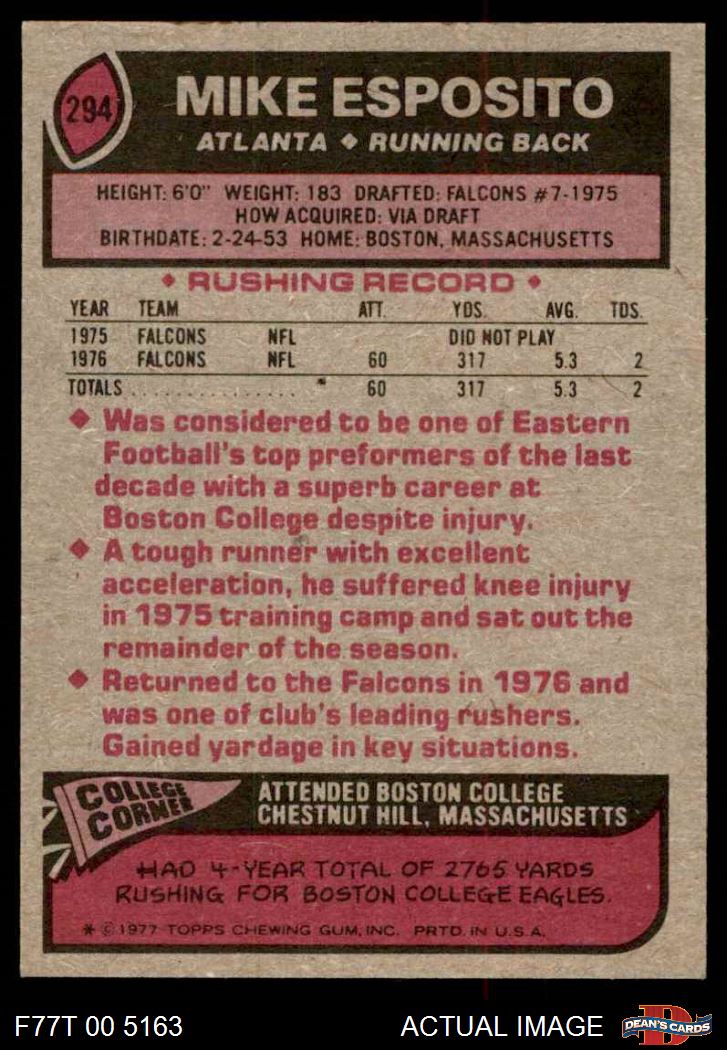 294
MIKE ESPOSITO
ATLANTA ◆ RUNNING BACK
HEIGHT: 6'0" WEIGHT: 183 DRAFTED: FALCONS #7-1975
HOW ACQUIRED: VIA DRAFT
BIRTHDATE: 2-24-53 HOME: BOSTON, MASSACHUSETTS
◆ RUSHING RECORD ◆
YEAR TEAM ATT. YDS. AVG. TDS.
1975 FALCONS NFL DID NOT PLAY
1976 FALCONS NFL 60 317 5.3 2
TOTALS ................ 60 317 5.3 2
◆ Was considered to be one of Eastern
Football's top preformers of the last
decade with a superb career at
Boston College despite injury.
◆ A tough runner with excellent
acceleration, he suffered knee injury
in 1975 training camp and sat out the
remainder of the season.
◆ Returned to the Falcons in 1976 and
was one of club's leading rushers.
Gained yardage in key situations.
COLLEGE
CORNER
ATTENDED BOSTON COLLEGE
CHESTNUT HILL, MASSACHUSETTS
HAD 4-YEAR TOTAL OF 2765 YARDS
RUSHING FOR BOSTON COLLEGE EAGLES.
* © 1977 TOPPS CHEWING GUM, INC. PRTD. IN U.S.A.
F77T 00 5163 ACTUAL IMAGE
D
DEAN'S CARDS